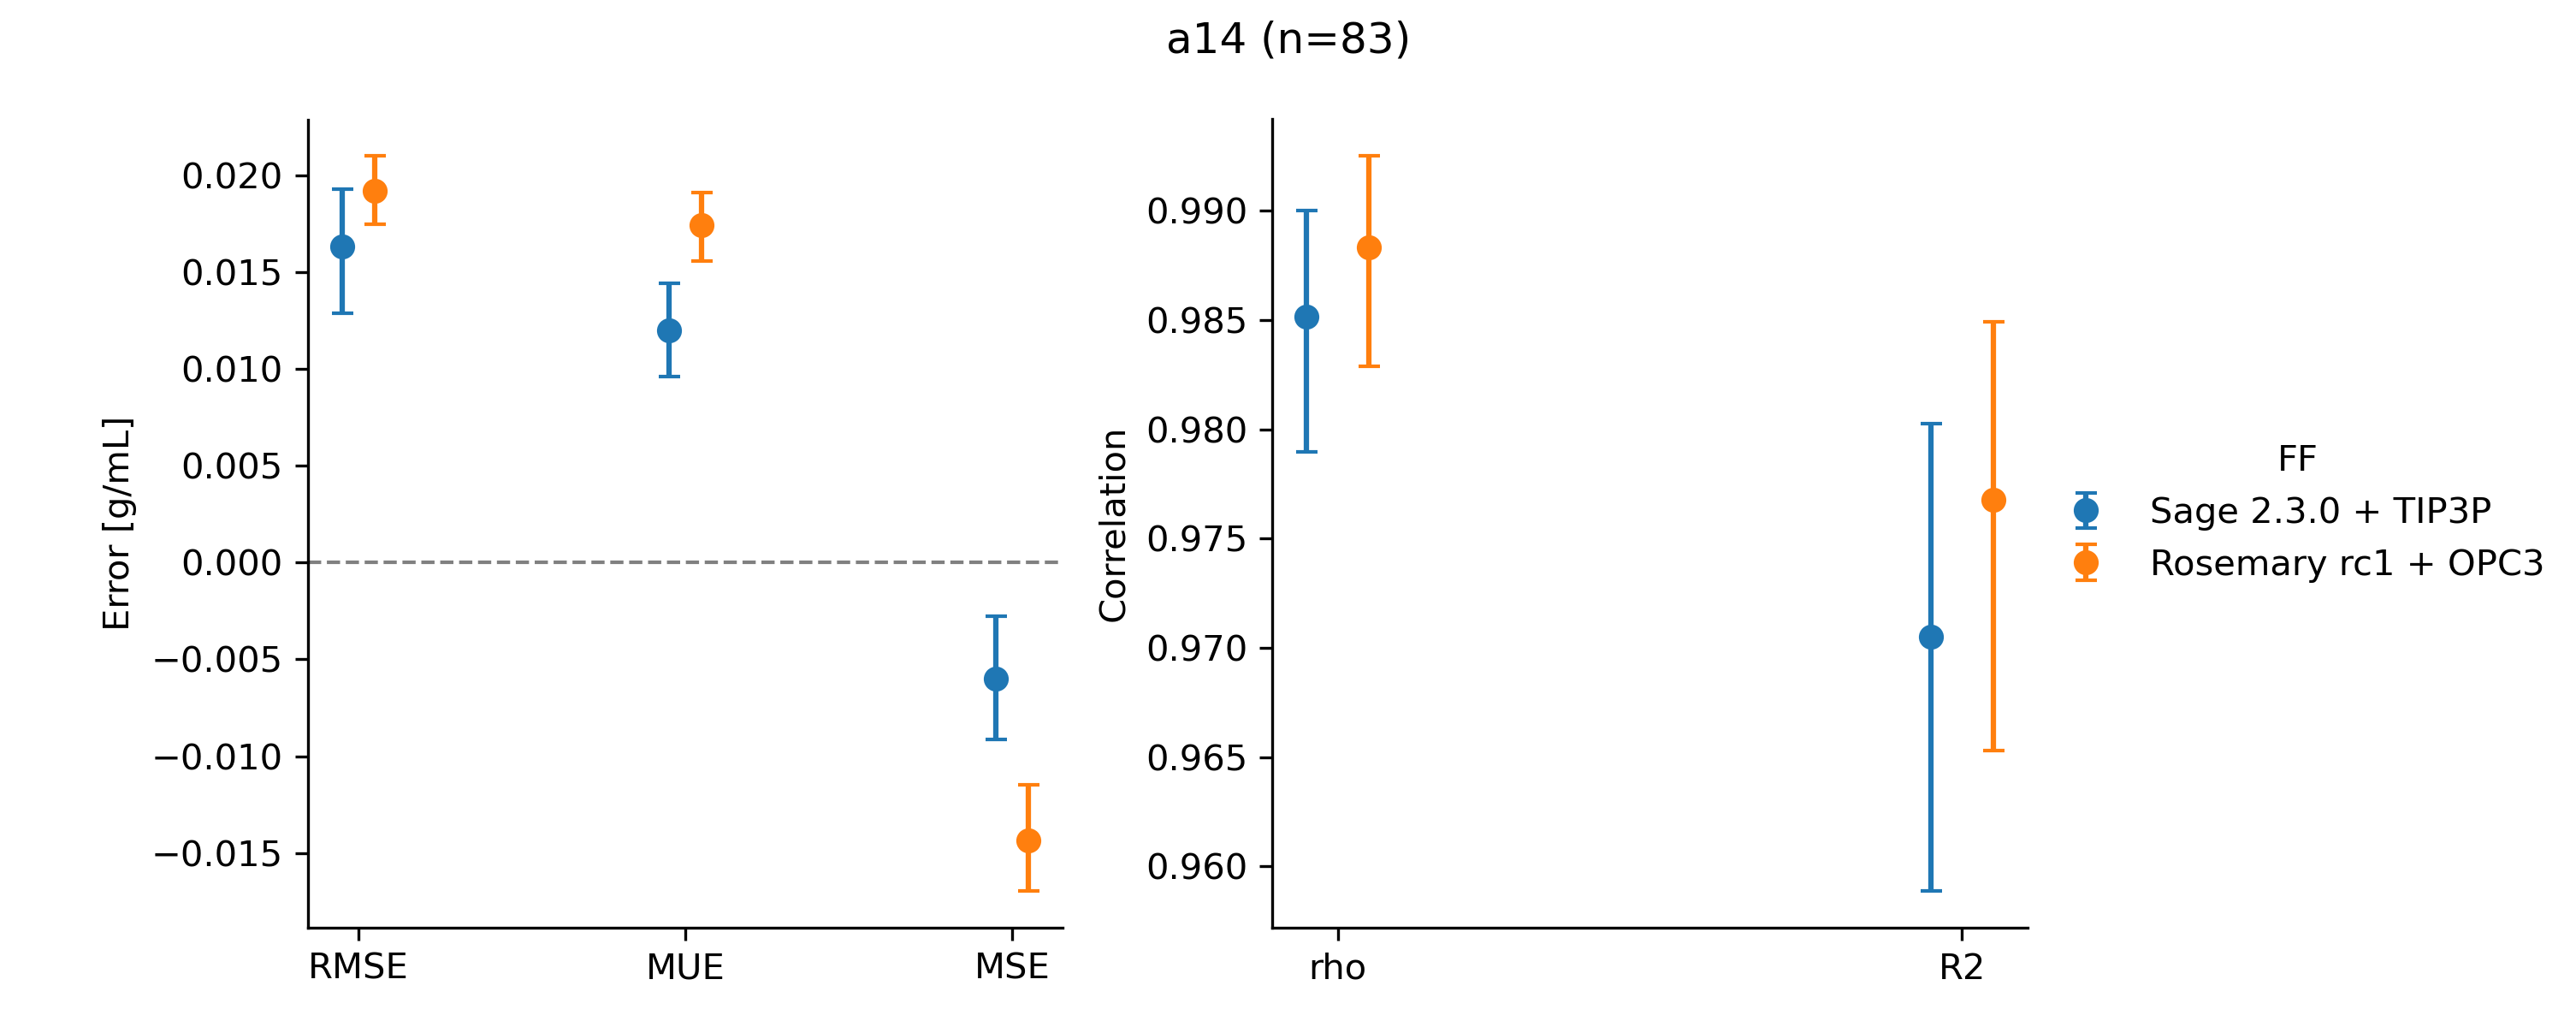 a14 (n=83)
Error [g/mL]
0.020
0.015
0.010
0.005
0.000
−0.005
−0.010
−0.015
RMSE
MUE
MSE
Correlation
0.990
0.985
0.980
0.975
0.970
0.965
0.960
rho
R2
FF
Sage 2.3.0 + TIP3P
Rosemary rc1 + OPC3